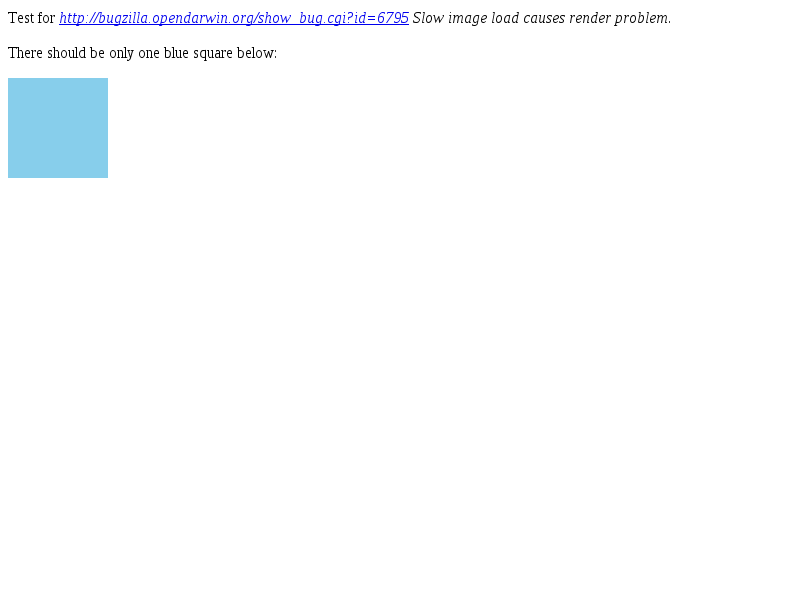 Test for http://bugzilla.opendarwin.org/show_bug.cgi?id=6795 Slow image load causes render problem.
There should be only one blue square below: